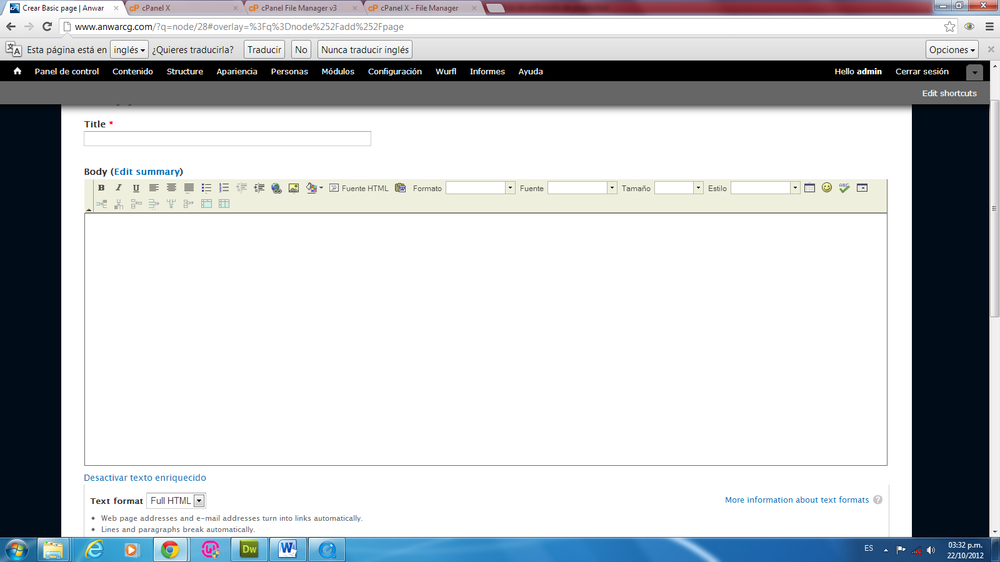 Crear Basic page | Anwar
cPanel X
cPanel File Manager v3
cPanel X - File Manager
www.anwarcg.com/?q=node/28#overlay=%3Fq%3Dnode%252Fadd%252Fpage
Esta página está en inglés ¿Quieres traducirla? Traducir No Nunca traducir inglés Opciones
Panel de control Contenido Structure Apariencia Personas Módulos Configuración Wurfl Informes Ayuda Hello admin Cerrar sesión
Edit shortcuts
Title *
Body (Edit summary)
B I U Fuente HTML Formato Fuente Tamaño Estilo ABC
Desactivar texto enriquecido
Text format Full HTML More information about text formats ?
• Web page addresses and e-mail addresses turn into links automatically.
• Lines and paragraphs break automatically.
Dw W
ES 03:32 p.m.
22/10/2012